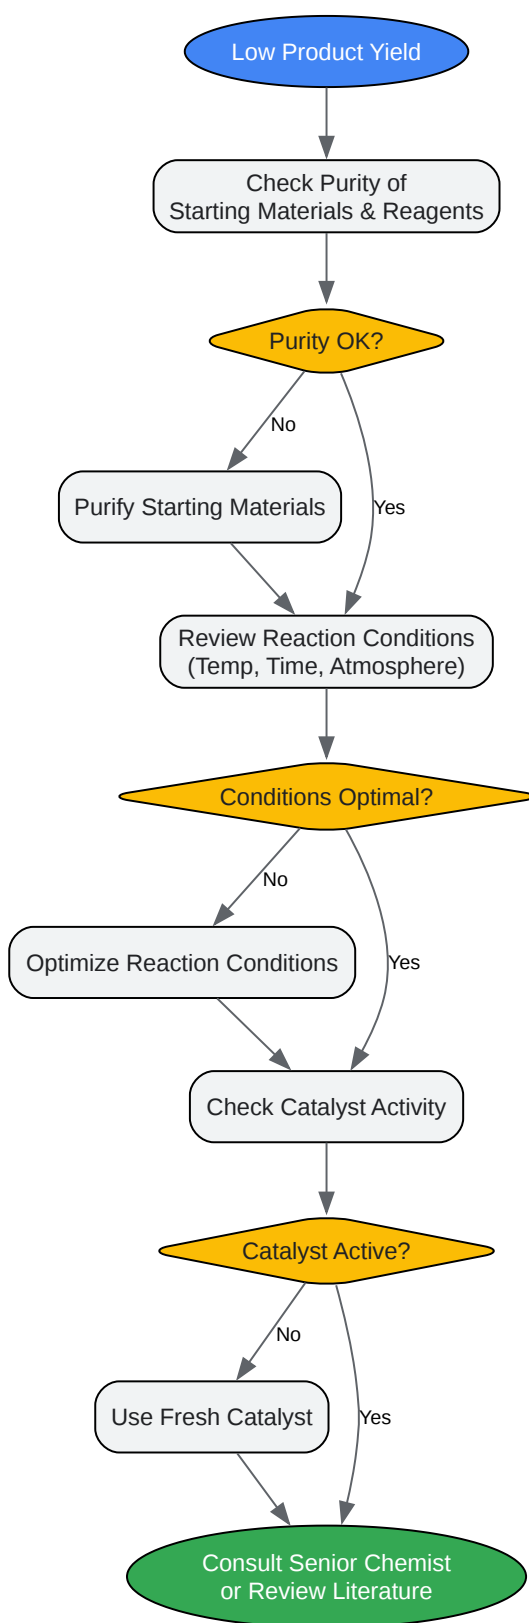 Low Product Yield
Check Purity of
Starting Materials & Reagents
Purity OK?
No
Purify Starting Materials
Yes
Review Reaction Conditions
(Temp, Time, Atmosphere)
Conditions Optimal?
No
Optimize Reaction Conditions
Yes
Check Catalyst Activity
Catalyst Active?
No
Use Fresh Catalyst
Yes
Consult Senior Chemist
or Review Literature